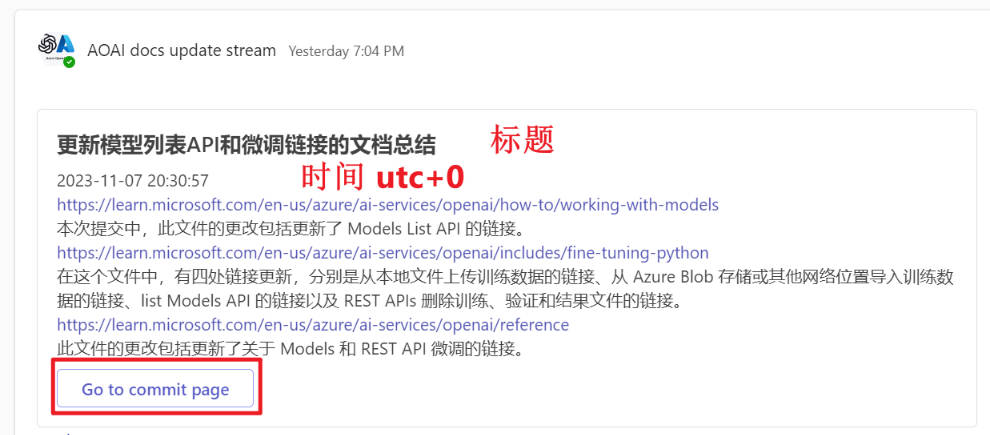 AOAI docs update stream Yesterday 7:04 PM
更新模型列表API和微调链接的文档总结 标题
2023-11-07 20:30:57 时间 utc+0
https://learn.microsoft.com/en-us/azure/ai-services/openai/how-to/working-with-models
本次提交中，此文件的更改包括更新了 Models List API 的链接。
https://learn.microsoft.com/en-us/azure/ai-services/openai/includes/fine-tuning-python
在这个文件中，有四处链接更新，分别是从本地文件上传训练数据的链接、从 Azure Blob 存储或其他网络位置导入训练数
据的链接、list Models API 的链接以及 REST APIs 删除训练、验证和结果文件的链接。
https://learn.microsoft.com/en-us/azure/ai-services/openai/reference
此文件的更改包括更新了关于 Models 和 REST API 微调的链接。
Go to commit page